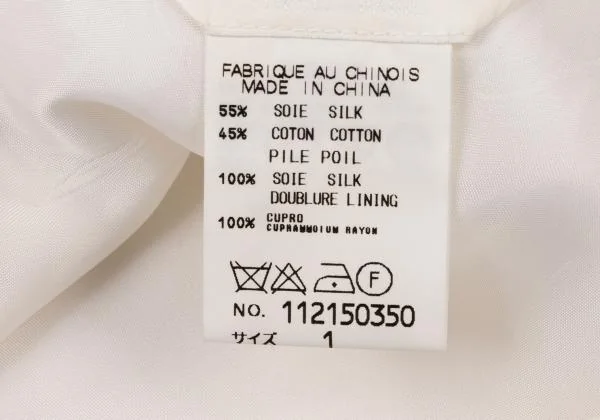 FABRIQUE AU CHINOIS
MADE IN CHINA
55% SOIE SILK
45% COTON COTTON
PILE POIL
100% SOIE SILK
DOUBLURE LINING
100% CUPRO
CUPRAMMOIUM RAYON
F
NO. 112150350
サイズ 1